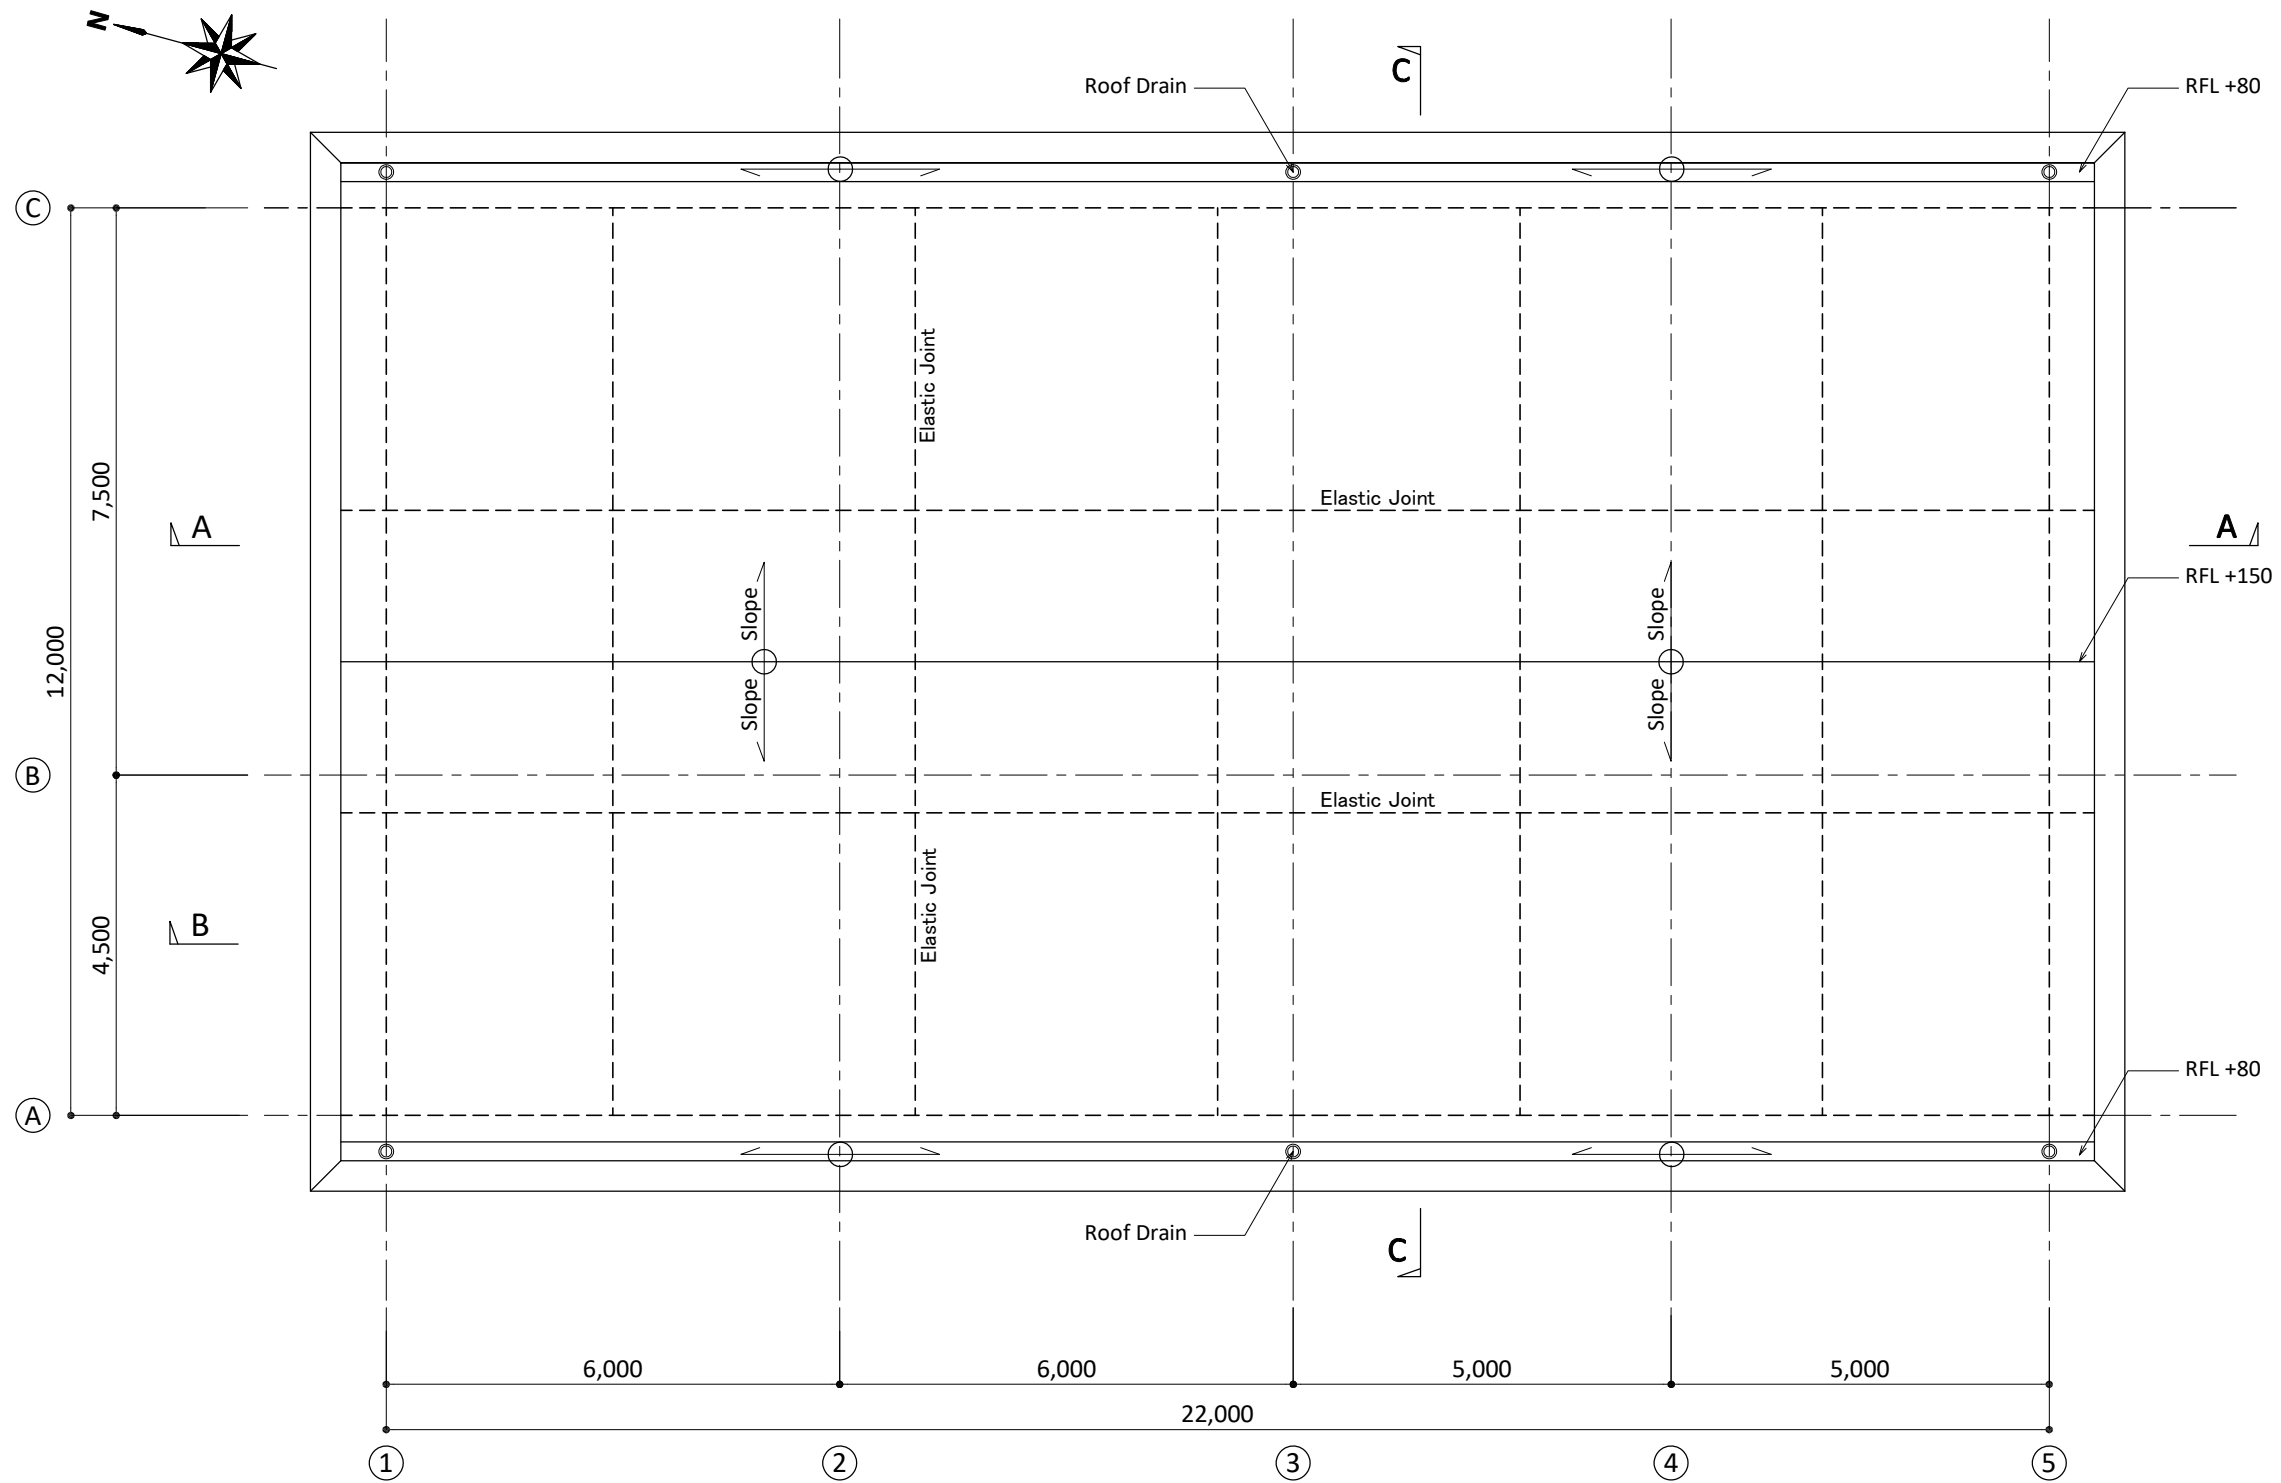 N
C
Roof Drain
RFL +80
C
Elastic Joint
7,500
Elastic Joint
A
A
RFL +150
Slope
Slope
12,000
Slope
Slope
B
Elastic Joint
Elastic Joint
B
4,500
RFL +80
A
Roof Drain
C
6,000
6,000
5,000
5,000
22,000
1
2
3
4
5